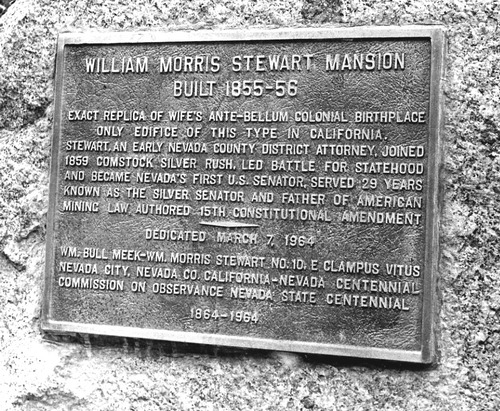 WILLIAM MORRIS STEWART MANSION
BUILT 1855-56
EXACT REPLICA OF WIFE'S ANTE-BELLUM COLONIAL BIRTHPLACE
ONLY EDIFICE OF THIS TYPE IN CALIFORNIA.
STEWART, AN EARLY NEVADA COUNTY DISTRICT ATTORNEY, JOINED
1859 COMSTOCK SILVER RUSH, LED BATTLE FOR STATEHOOD
AND BECAME NEVADA'S FIRST U.S. SENATOR, SERVED 29 YEARS
KNOWN AS THE SILVER SENATOR AND FATHER OF AMERICAN
MINING LAW, AUTHORED 15TH CONSTITUTIONAL AMENDMENT
DEDICATED MARCH 7, 1964
WM. BULL MEEK-WM. MORRIS STEWART NO. 10, E CLAMPUS VITUS
NEVADA CITY, NEVADA CO. CALIFORNIA-NEVADA CENTENNIAL
COMMISSION ON OBSERVANCE NEVADA STATE CENTENNIAL
1864-1964